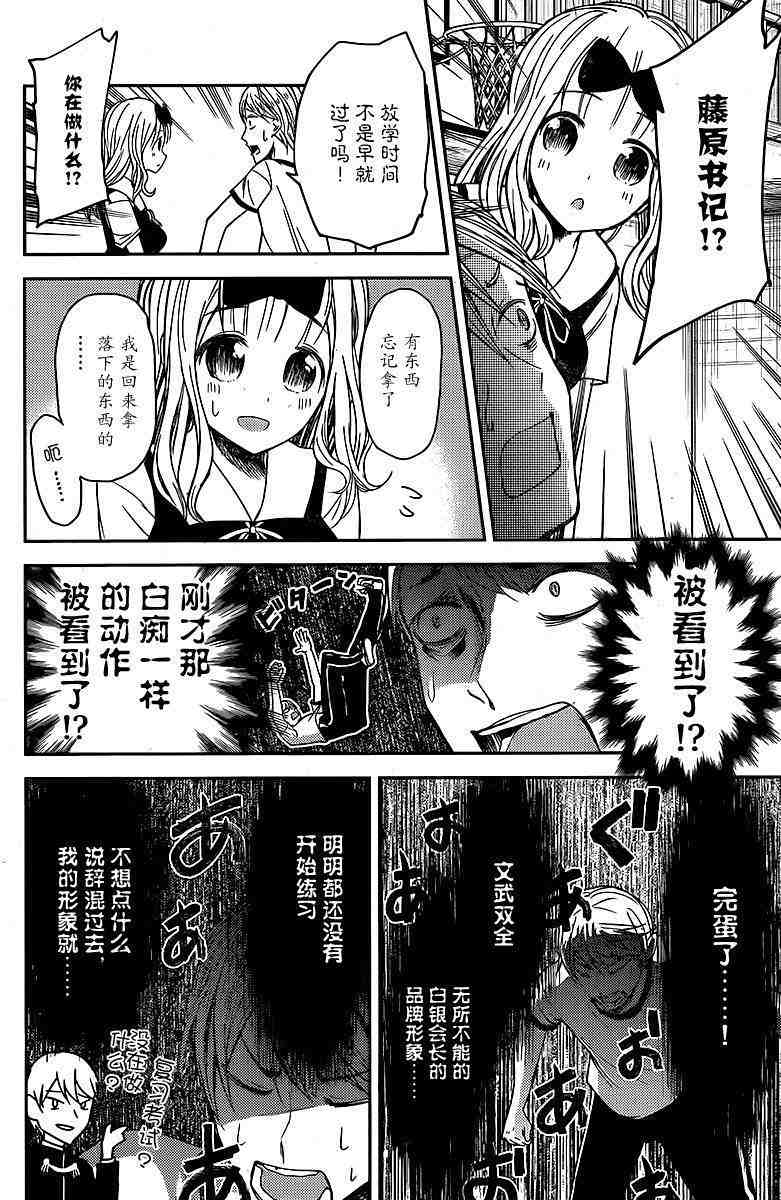 藤原书记!?
放学时间
不是早就
过了吗！
你在做
什么!?
有东西
忘记拿了
我是回来拿
落下的东西的
……
呃…
被看到了!?
ビターン
刚才那
白痴一样
的动作
被看到了!?
完蛋了……！
文武双全
无所不能的
白银会长的
品牌形象……
ぐ
お
お
あ
あ
あ
明明都还没有
开始练习
不想点什么
说辞混过去，
我的形象就……
あ
あ
あ
复习考试？
没在做
什么？